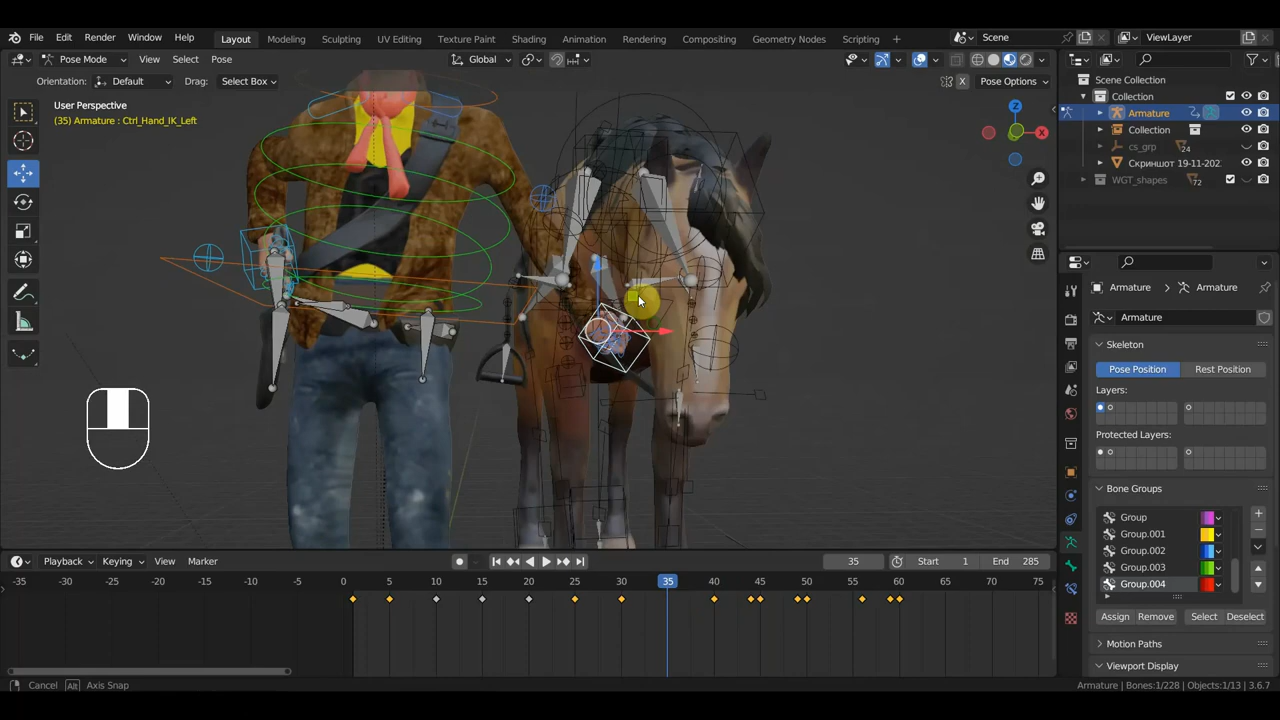 File Edit Render Window Help Layout Modeling Sculpting UV Editing Texture Paint Shading Animation Rendering Compositing Geometry Nodes Scripting + Scene ViewLayer
Pose Mode View Select Pose Global Scene Collection
Orientation: Default Drag: Select Box X Pose Options Collection
User Perspective
(35) Armature : Ctrl_Hand_IK_Left
Z
X
Armature
Collection
cs_grp 24
Скриншот 19-11-202.
WGT_shapes 72
Armature Armature
Armature
Skeleton
Pose Position Rest Position
Layers:
Protected Layers:
Bone Groups
Group
Group.001
Group.002
Group.003
Group.004
Assign Remove Select Deselect
Motion Paths
Viewport Display
Playback Keying View Marker 35 Start 1 End 285
-35 -30 -25 -20 -15 -10 -5 0 5 10 15 20 25 30 35 40 45 50 55 60 65 70 75
Cancel Alt Axis Snap Armature | Bones:1/228 | Objects:1/13 | 3.6.7